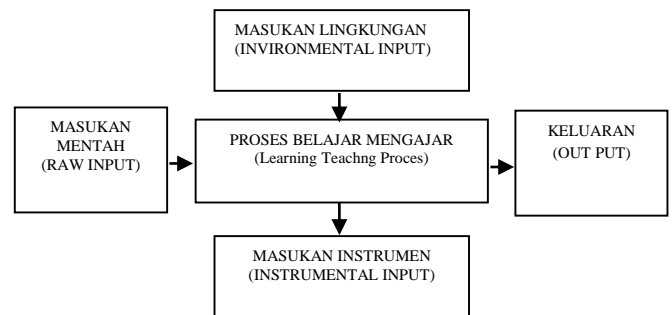 MASUKAN LINGKUNGAN
(INVIRONMENTAL INPUT)
MASUKAN
MENTAH
(RAW INPUT)
PROSES BELAJAR MENGAJAR
(Learning Teachng Proces)
KELUARAN
(OUT PUT)
MASUKAN INSTRUMEN
(INSTRUMENTAL INPUT)